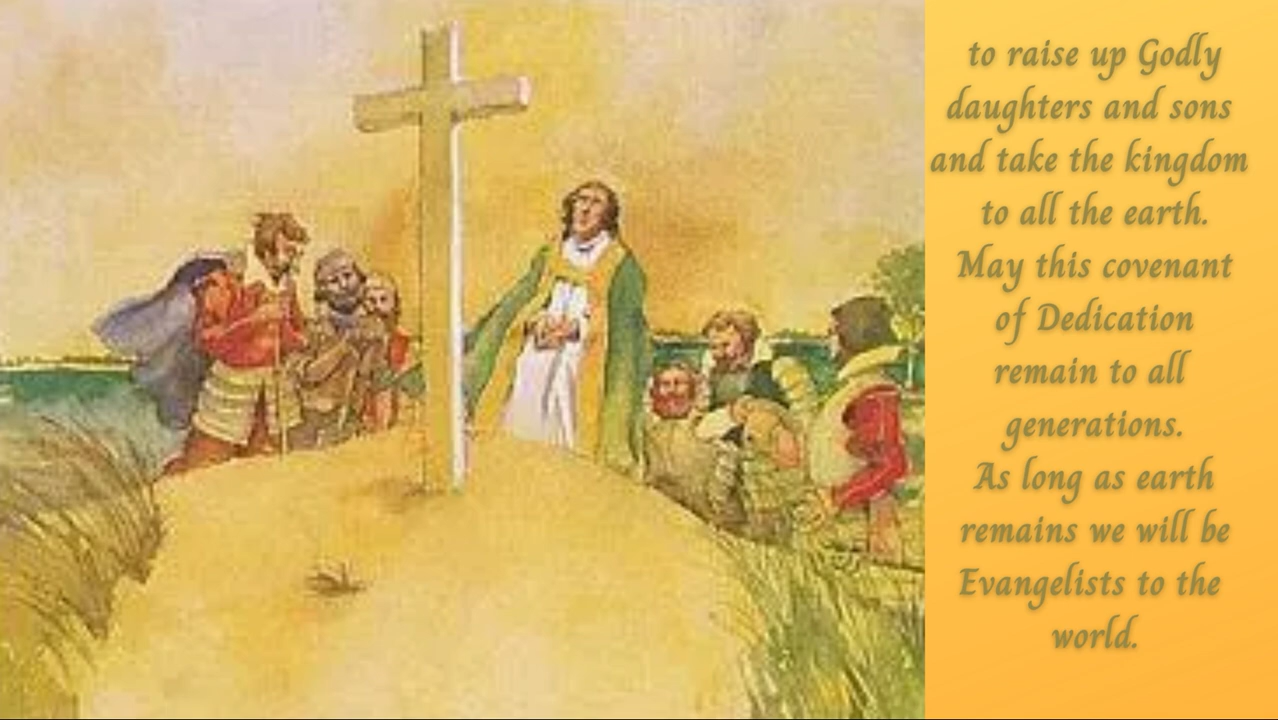 to raise up Godly
daughters and sons
and take the kingdom
to all the earth.
May this covenant
of Dedication
remain to all
generations.
As long as earth
remains we will be
Evangelists to the
world.